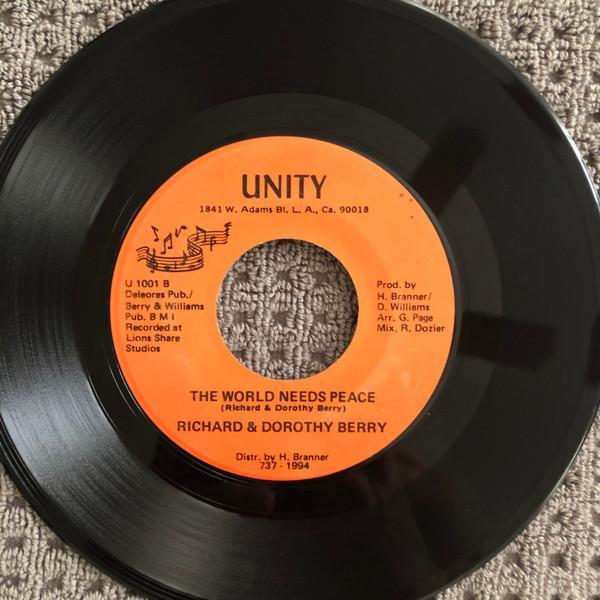 UNITY
1841 W. Adams Bl. L. A., Ca. 90018
U 1001 B
Deleores Pub./
Berry & Williams
Pub. B M I
Recorded at
Lions Share
Studios
Prod. by
H. Branner/
D. Williams
Arr. G. Page
Mix, R. Dozier
THE WORLD NEEDS PEACE
(Richard & Dorothy Berry)
RICHARD & DOROTHY BERRY
Distr. by H. Branner
737 - 1994